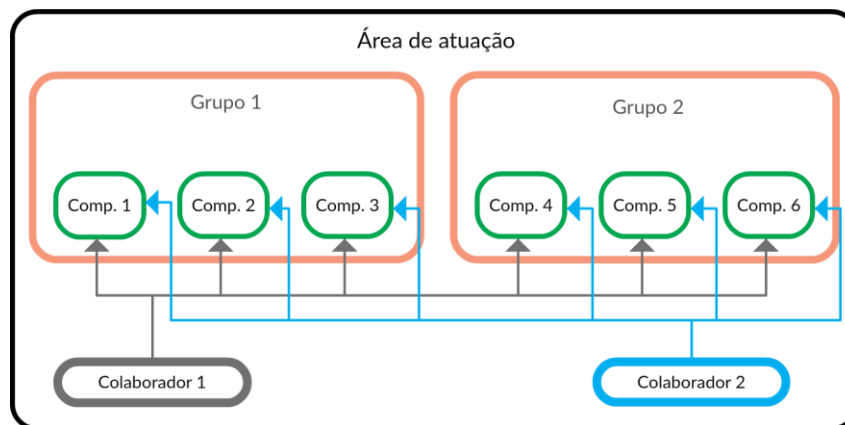 Área de atuação
Grupo 1
Grupo 2
Comp. 1
Comp. 2
Comp. 3
Comp. 4
Comp. 5
Comp. 6
Colaborador 1
Colaborador 2